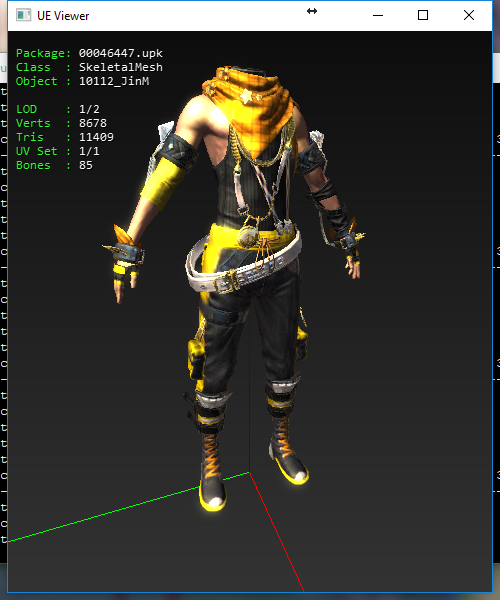 UE Viewer
Package: 00046447.upk
Class : SkeletalMesh
Object : 10112_JinM
LOD : 1/2
Verts : 8678
Tris : 11409
UV Set : 1/1
Bones : 85